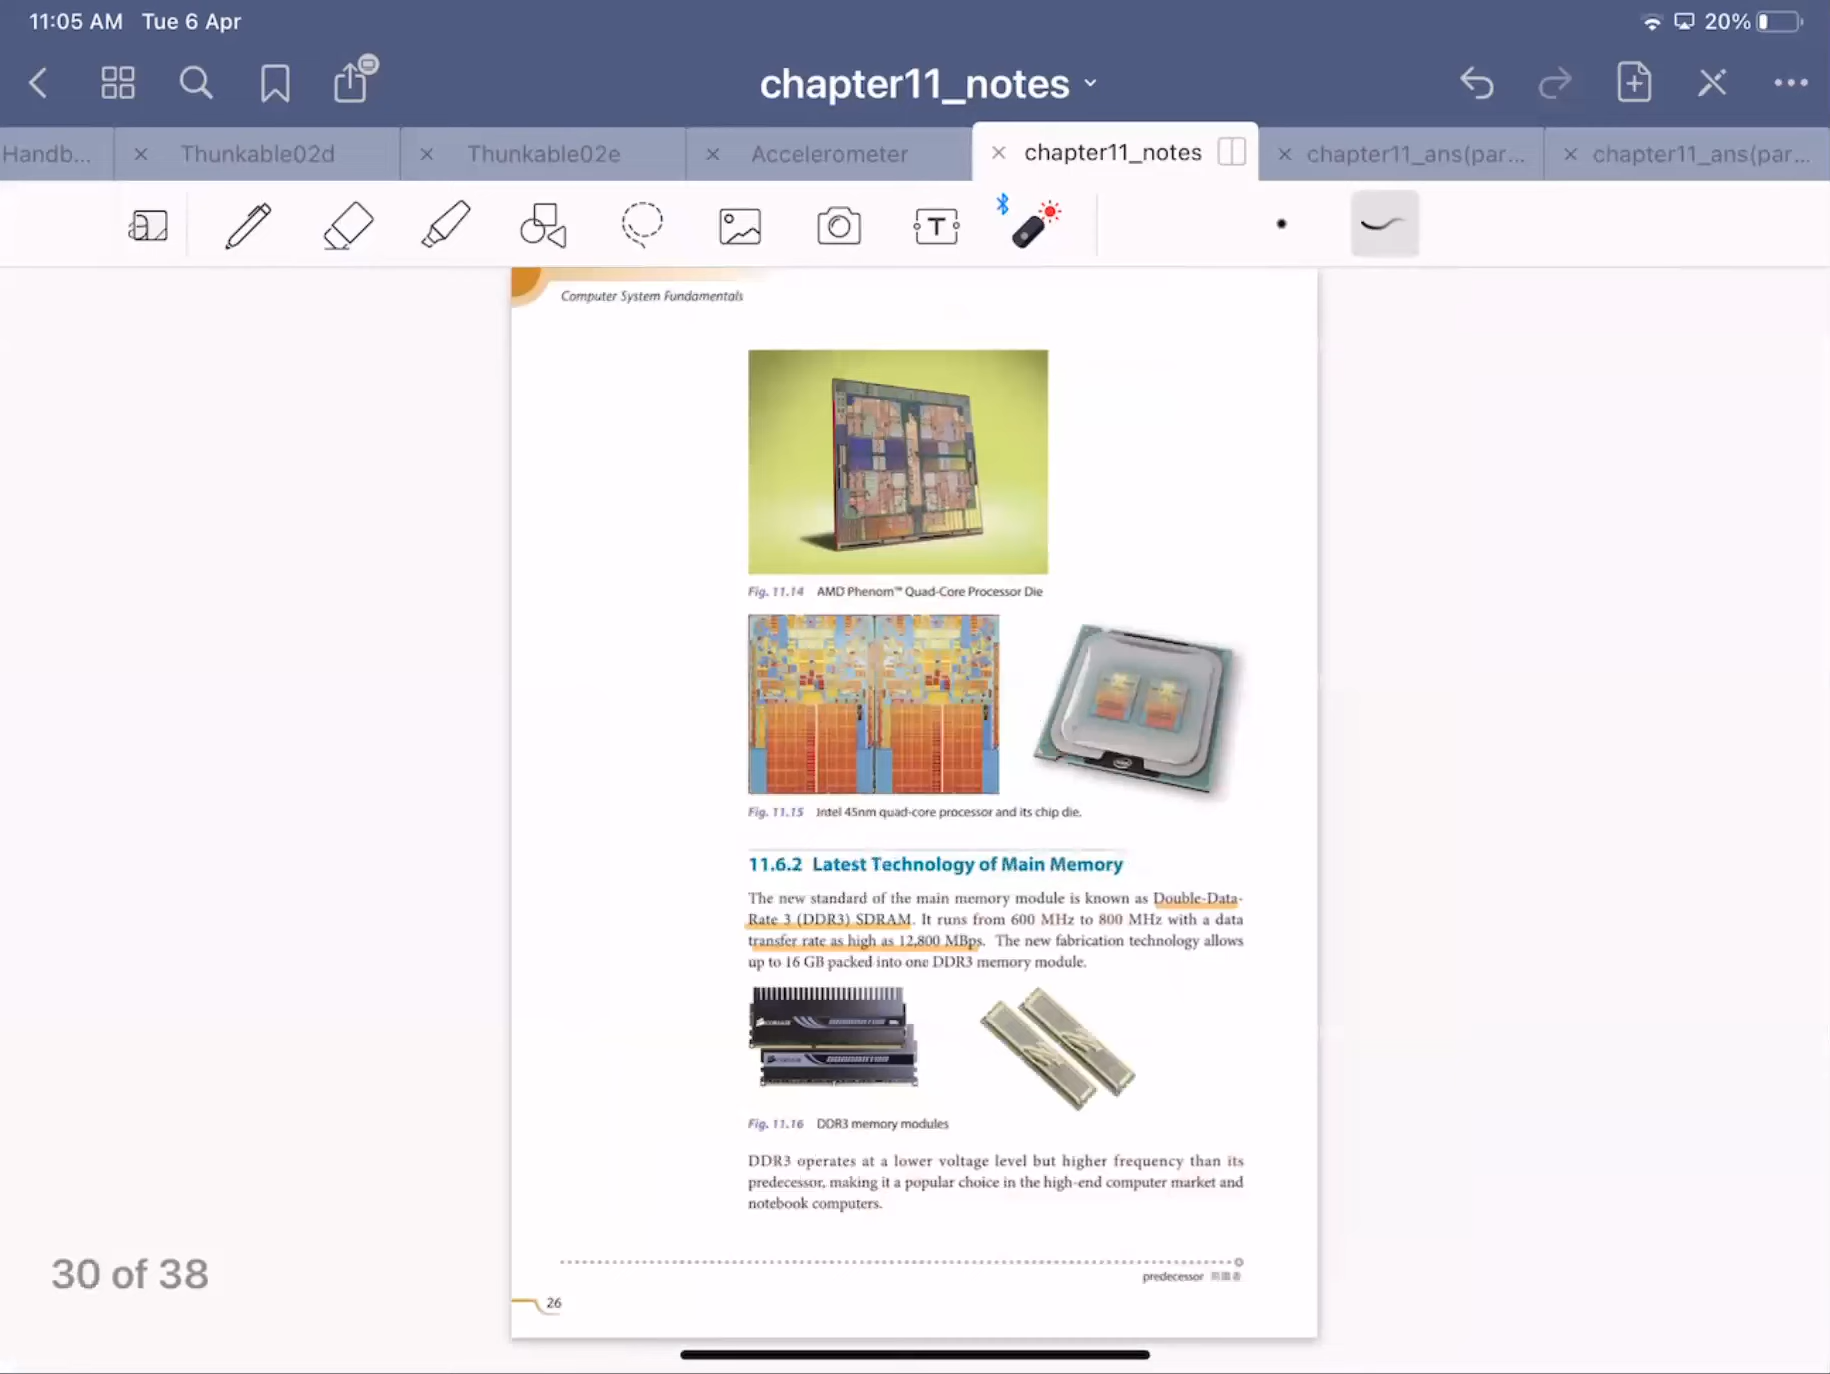 11:05 AM Tue 6 Apr
20%
chapter11_notes
Handb...
Thunkable02d
Thunkable02e
Accelerometer
chapter11_notes
chapter11_ans(par...
chapter11_ans(par...
T
Computer System Fundamentals
Fig. 11.14 AMD Phenom™ Quad-Core Processor Die
Fig. 11.15 Intel 45nm quad-core processor and its chip die.
11.6.2 Latest Technology of Main Memory
The new standard of the main memory module is known as Double-Data-
Rate 3 (DDR3) SDRAM. It runs from 600 MHz to 800 MHz with a data
transfer rate as high as 12,800 MBps. The new fabrication technology allows
up to 16 GB packed into one DDR3 memory module.
Fig. 11.16 DDR3 memory modules
DDR3 operates at a lower voltage level but higher frequency than its
predecessor, making it a popular choice in the high-end computer market and
notebook computers.
predecessor
26
30 of 38